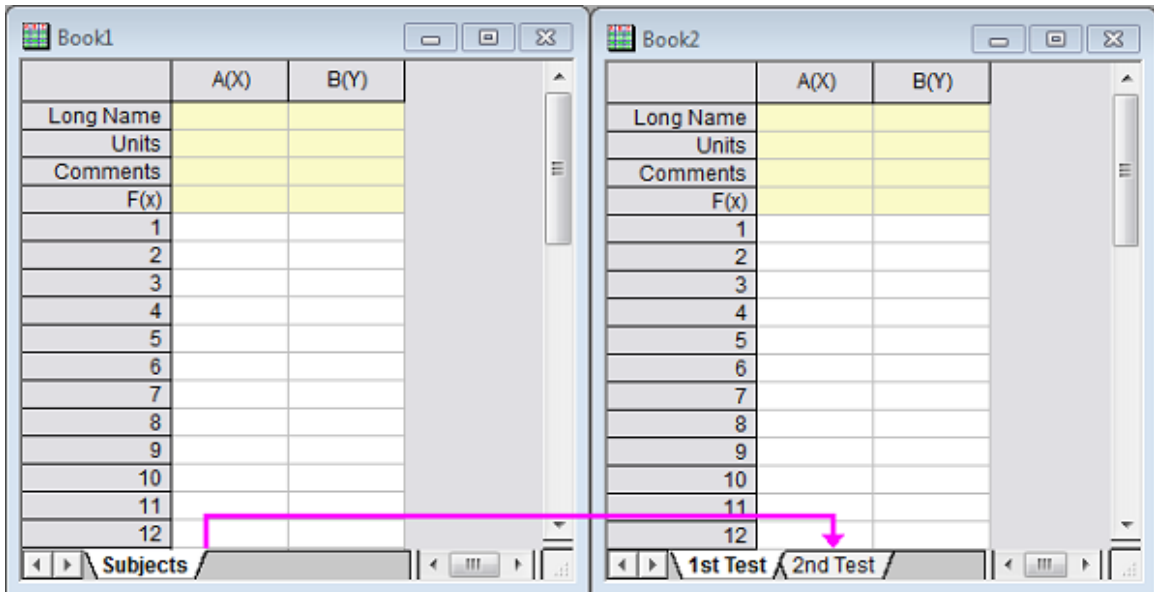 Book1
A(X) B(Y)
Long Name
Units
Comments
F(x)
1
2
3
4
5
6
7
8
9
10
11
12
Subjects
Book2
A(X) B(Y)
Long Name
Units
Comments
F(x)
1
2
3
4
5
6
7
8
9
10
11
12
1st Test 2nd Test